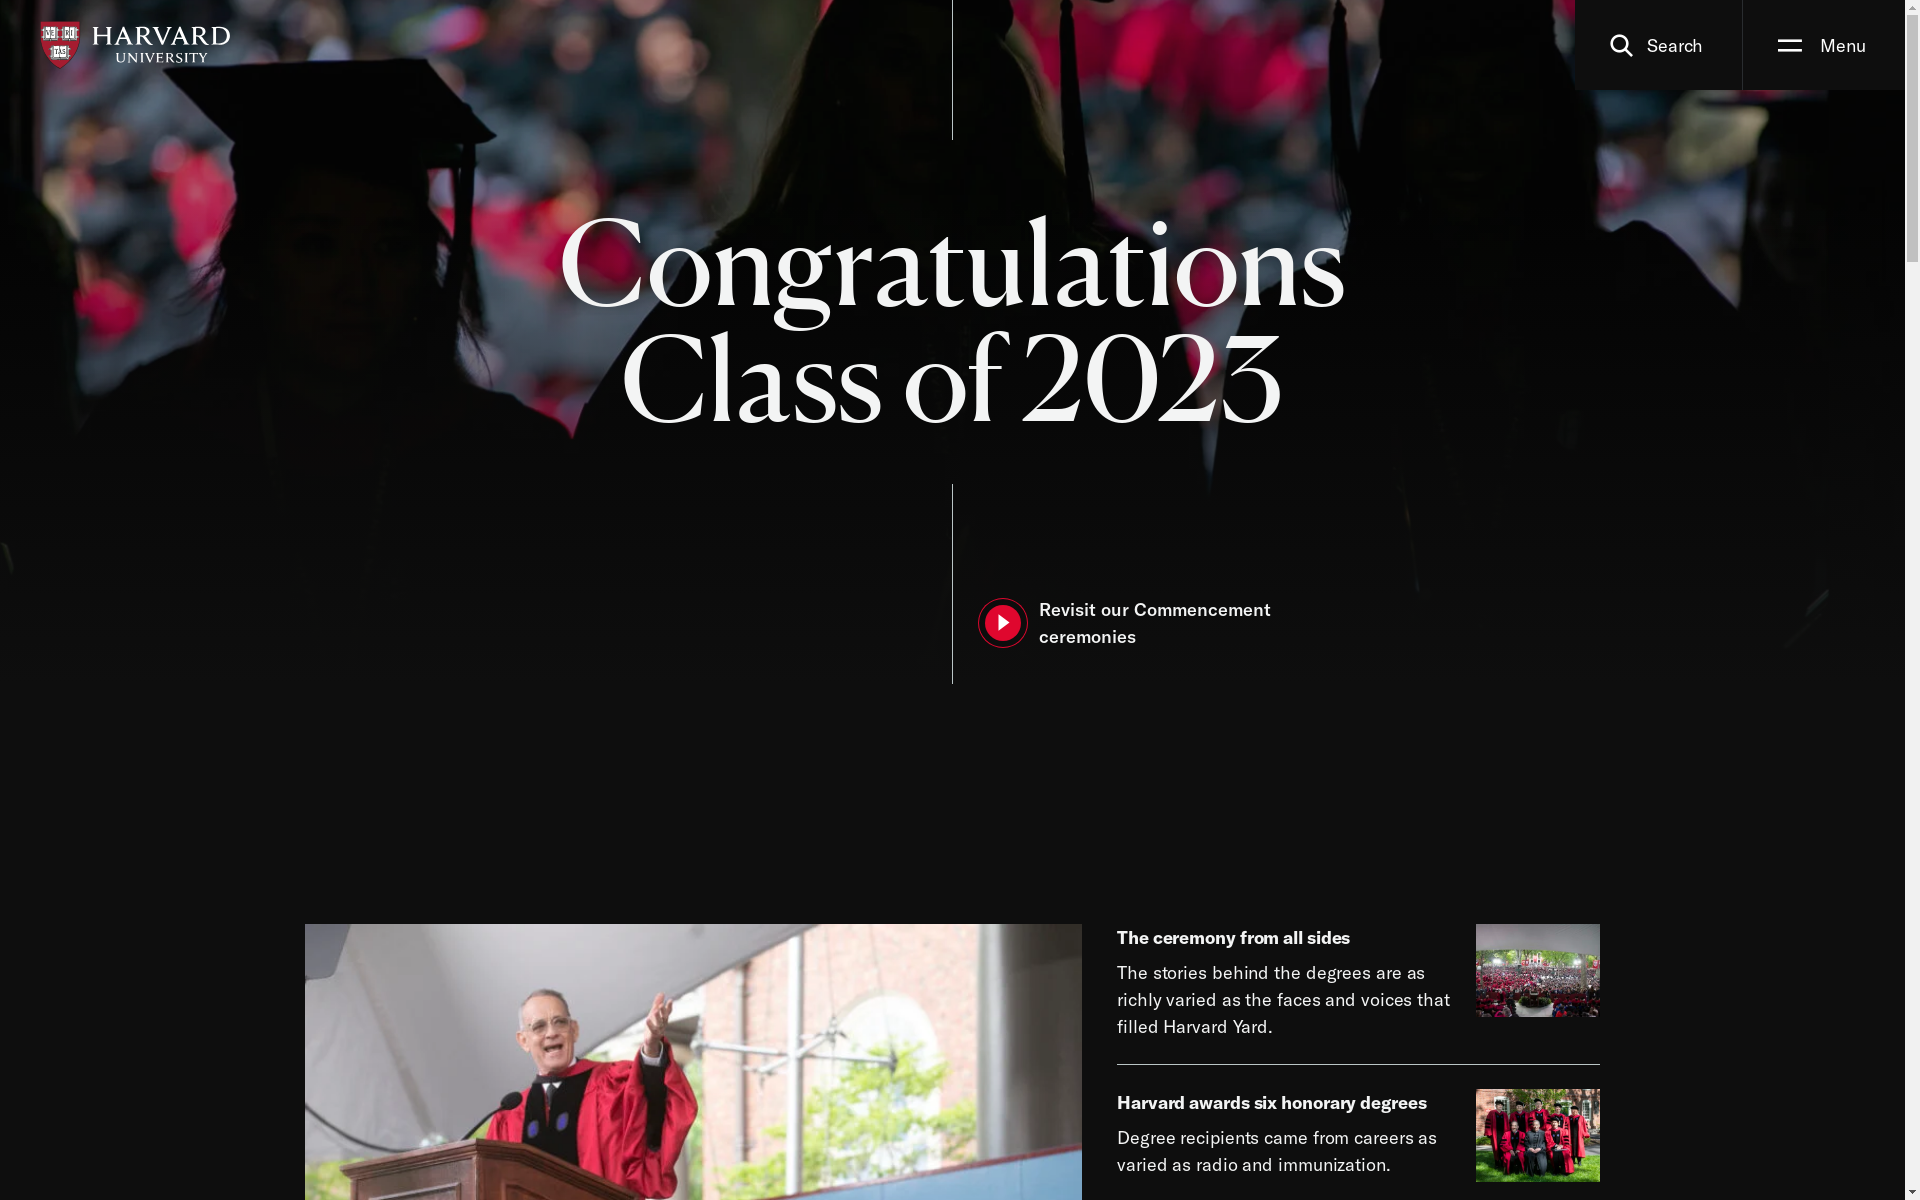 HARVARD
UNIVERSITY
Search
Menu
Congratulations
Class of 2023
Revisit our Commencement
ceremonies
The ceremony from all sides
The stories behind the degrees are as
richly varied as the faces and voices that
filled Harvard Yard.
Harvard awards six honorary degrees
Degree recipients came from careers as
varied as radio and immunization.